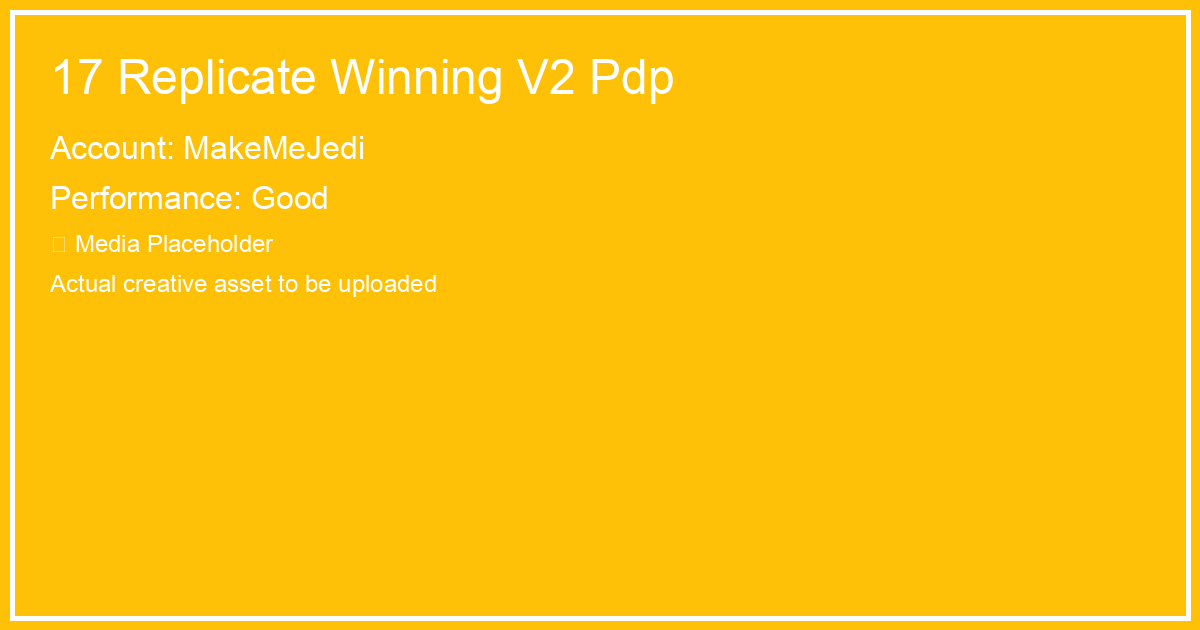 17 Replicate Winning V2 Pdp
Account: MakeMeJedi
Performance: Good
Media Placeholder
Actual creative asset to be uploaded